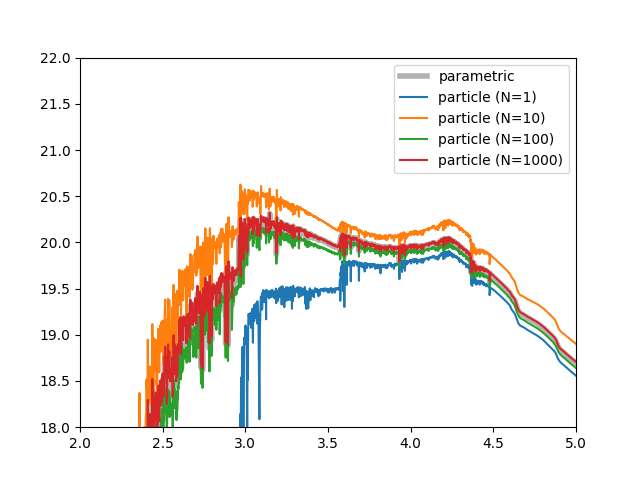 22.0
21.5
21.0
20.5
20.0
19.5
19.0
18.5
18.0
2.0 2.5 3.0 3.5 4.0 4.5 5.0
parametric
particle (N=1)
particle (N=10)
particle (N=100)
particle (N=1000)